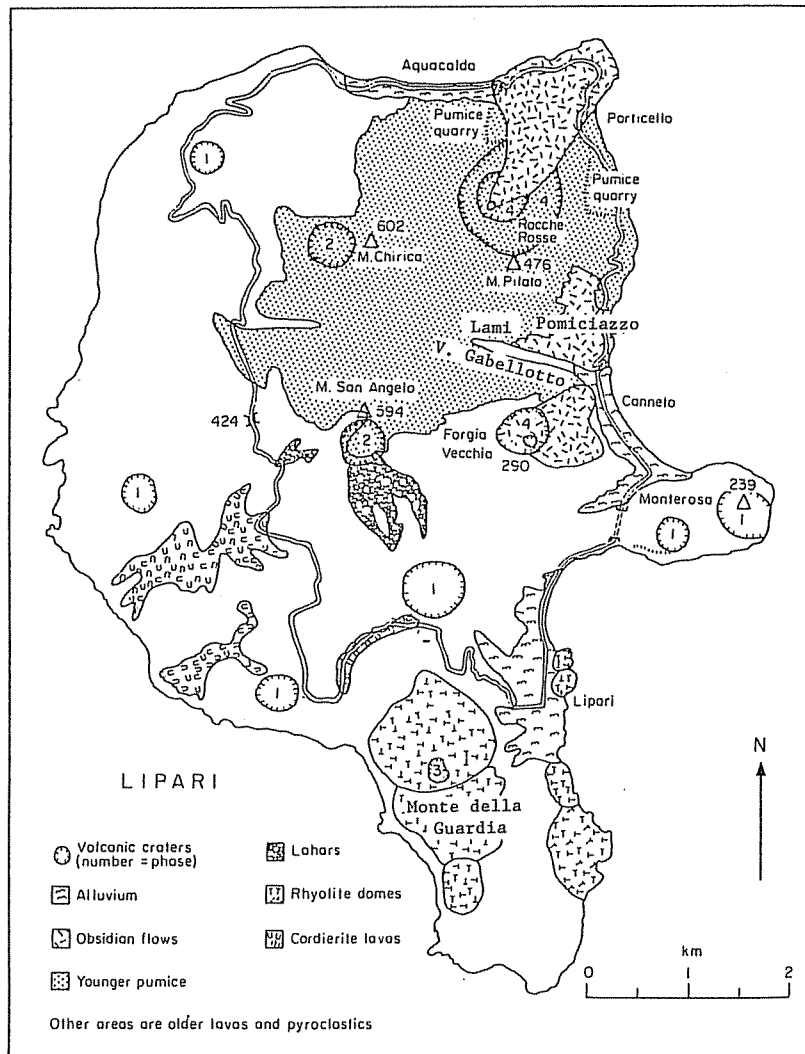 Aquacalda
Pumice
quarry
Porticello
Pumice
quarry
1
4
4
Rocche
Rosse
602
2
M. Chirica
476
M. Pilato
Lami Pomiciazzo
V. Gabellotto
M. San Angelo
594
424
2
4
Forgia
Vecchia
290
Canneto
239
Monterosa
1
1
1
1
1
Lipari
N
3
Monte della
Guardia
LIPARI
Volcanic craters
(number = phase)
Lahars
Alluvium
Rhyolite domes
Obsidian flows
Cordierite lavas
Younger pumice
Other areas are older lavas and pyroclastics
km
0 1 2